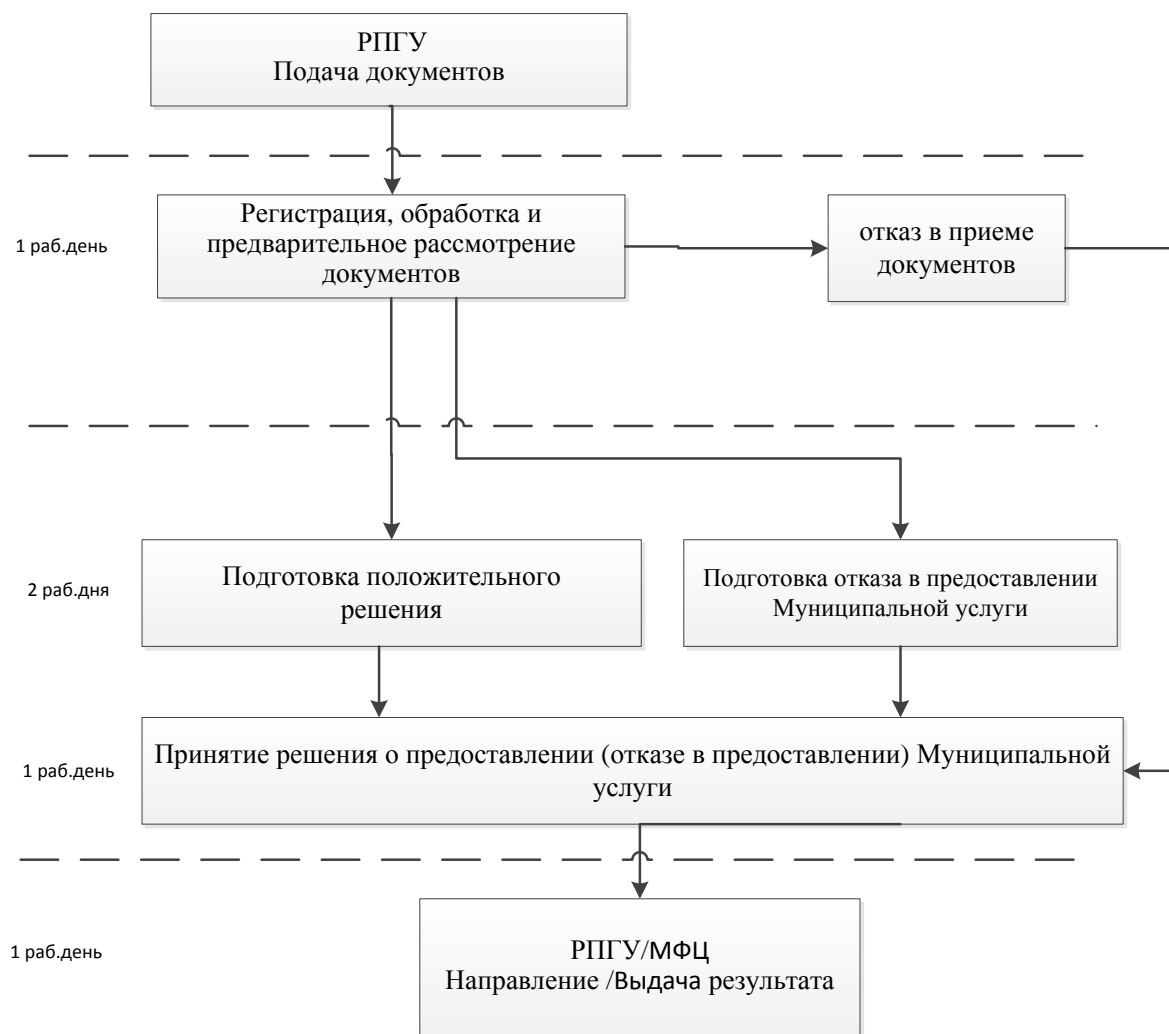 РПГУ
Подача документов
1 раб.день
Регистрация, обработка и
предварительное рассмотрение
документов
отказ в приеме
документов
2 раб.дня
Подготовка положительного
решения
Подготовка отказа в предоставлении
Муниципальной услуги
1 раб.день
Принятие решения о предоставлении (отказе в предоставлении) Муниципальной
услуги
1 раб.день
РПГУ/МФЦ
Направление /Выдача результата